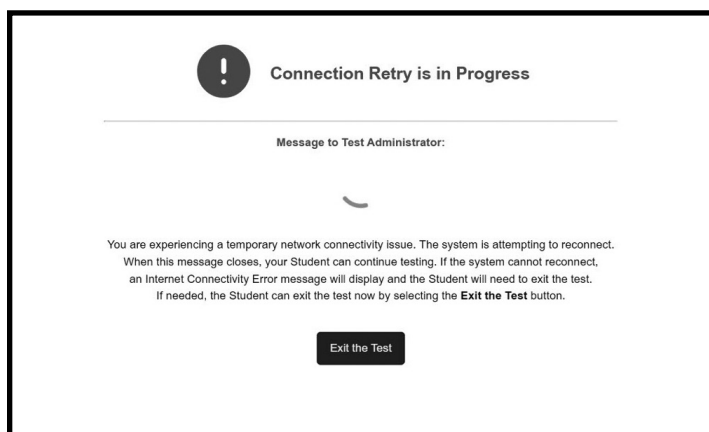 Connection Retry is in Progress
Message to Test Administrator:
You are experiencing a temporary network connectivity issue. The system is attempting to reconnect.
When this message closes, your Student can continue testing. If the system cannot reconnect,
an Internet Connectivity Error message will display and the Student will need to exit the test.
If needed, the Student can exit the test now by selecting the Exit the Test button.
Exit the Test